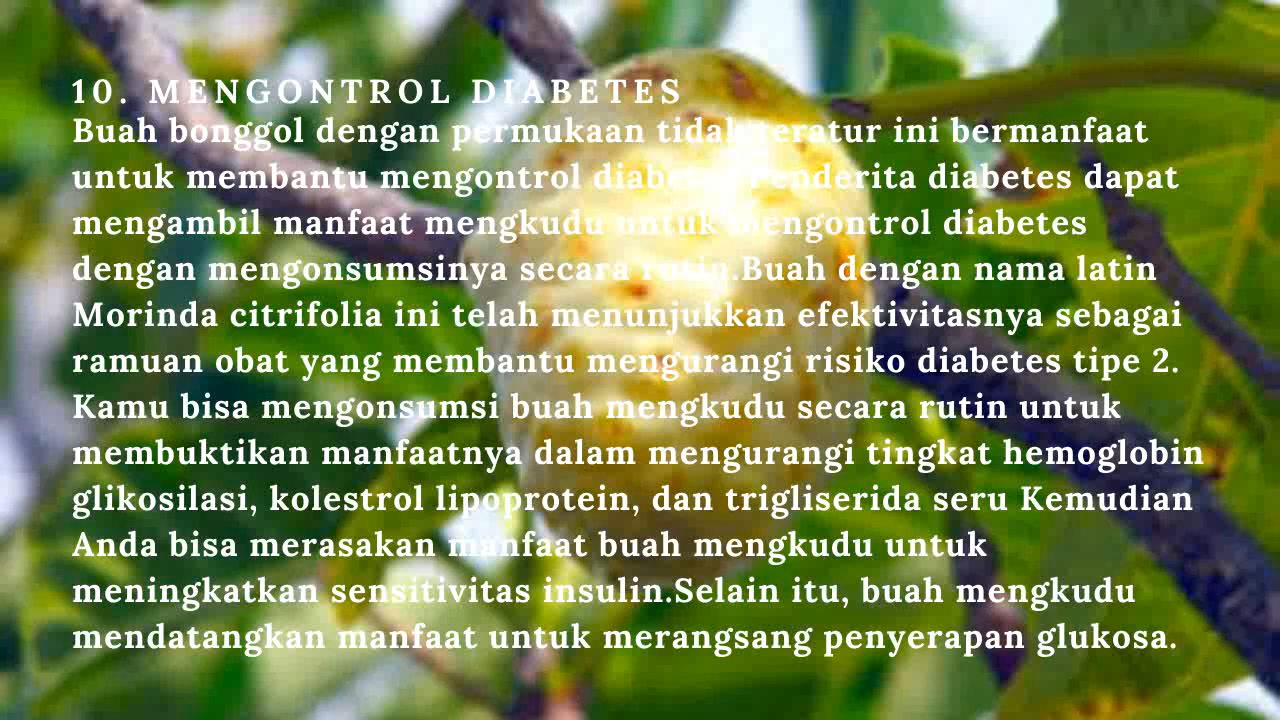 10. MENGONTROL DIABETES
Buah bonggol dengan permukaan tidak teratur ini bermanfaat
untuk membantu mengontrol diabetes. Penderita diabetes dapat
mengambil manfaat mengkudu untuk mengontrol diabetes
dengan mengonsumsinya secara rutin.Buah dengan nama latin
Morinda citrifolia ini telah menunjukkan efektivitasnya sebagai
ramuan obat yang membantu mengurangi risiko diabetes tipe 2.
Kamu bisa mengonsumsi buah mengkudu secara rutin untuk
membuktikan manfaatnya dalam mengurangi tingkat hemoglobin
glikosilasi, kolestrol lipoprotein, dan trigliserida seru Kemudian
Anda bisa merasakan manfaat buah mengkudu untuk
meningkatkan sensitivitas insulin.Selain itu, buah mengkudu
mendatangkan manfaat untuk merangsang penyerapan glukosa.